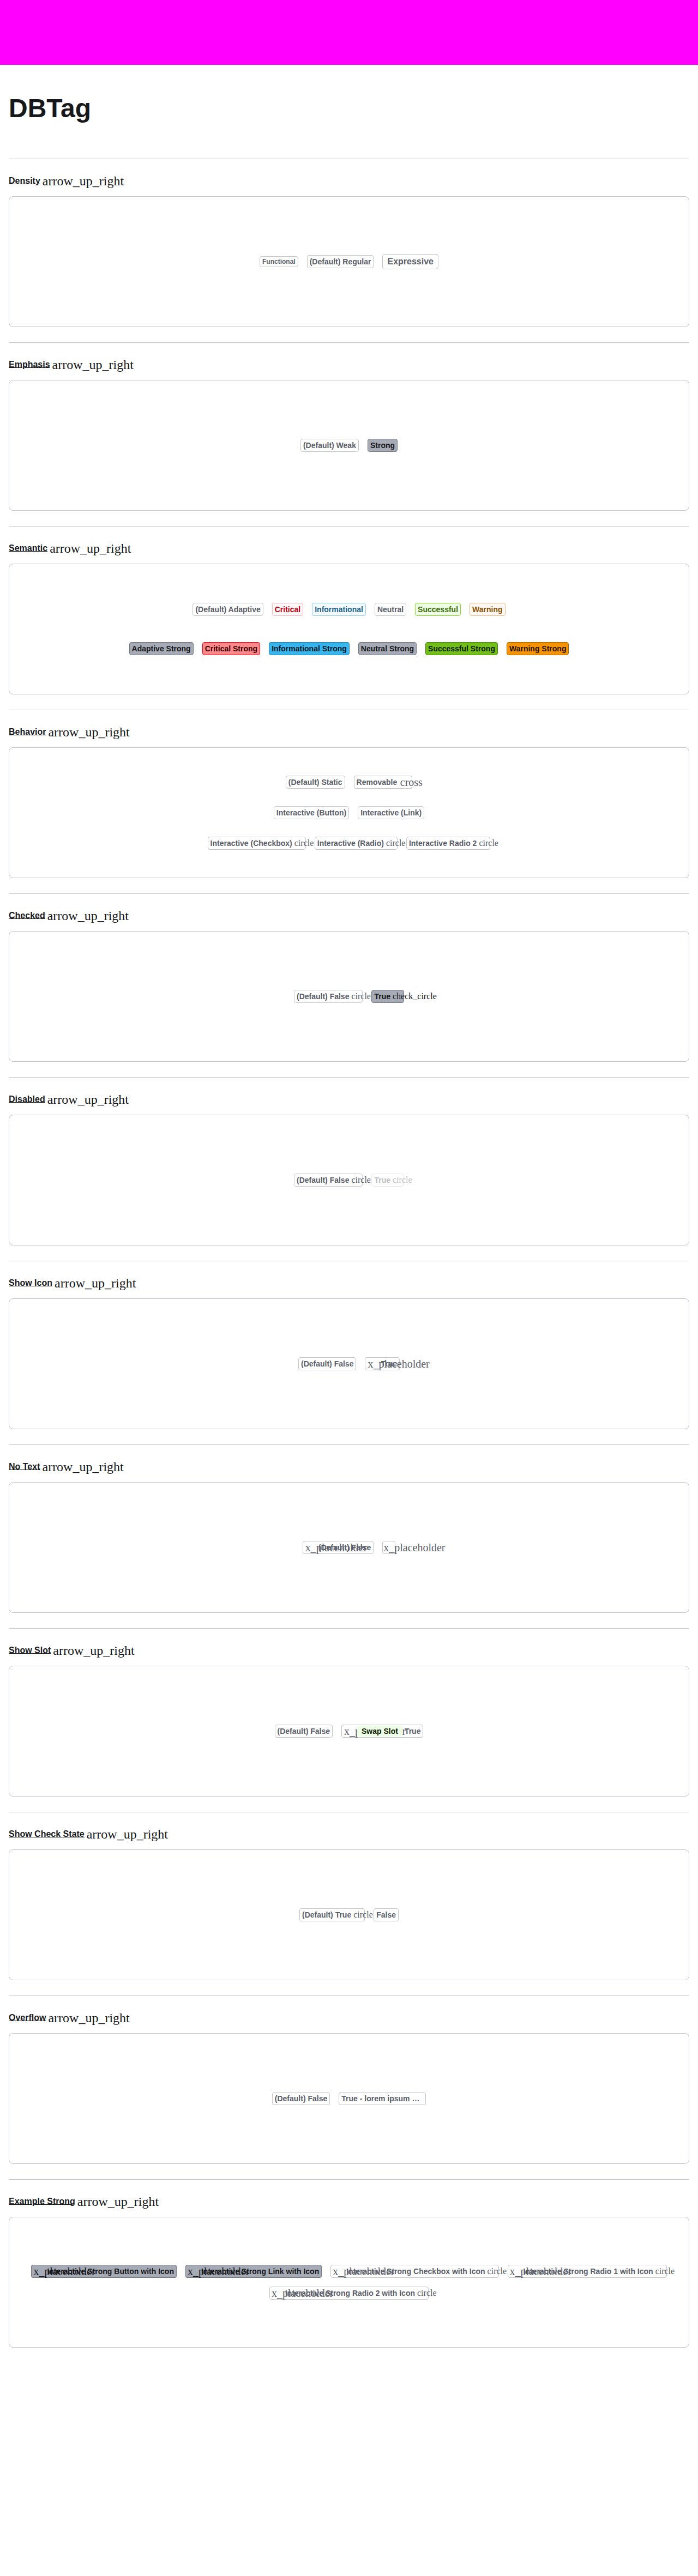 DBTag
Density arrow_up_right
Functional (Default) Regular Expressive
Emphasis arrow_up_right
(Default) Weak Strong
Semantic arrow_up_right
(Default) Adaptive Critical Informational Neutral Successful Warning
Adaptive Strong Critical Strong Informational Strong Neutral Strong Successful Strong Warning Strong
Behavior arrow_up_right
(Default) Static Removable cross
Interactive (Button) Interactive (Link)
Interactive (Checkbox) circle Interactive (Radio) circle Interactive Radio 2 circle
Checked arrow_up_right
(Default) False circle True check_circle
Disabled arrow_up_right
(Default) False circle True circle
Show Icon arrow_up_right
(Default) False x_placeholder True
No Text arrow_up_right
x_placeholder (Default) False x_placeholder
Show Slot arrow_up_right
(Default) False x_p Swap Slot True
Show Check State arrow_up_right
(Default) True circle False
Overflow arrow_up_right
(Default) False True - lorem ipsum …
Example Strong arrow_up_right
x_placeholder Interactive Strong Button with Icon x_placeholder Interactive Strong Link with Icon x_placeholder Interactive Strong Checkbox with Icon circle x_placeholder Interactive Strong Radio 1 with Icon circle
x_placeholder Interactive Strong Radio 2 with Icon circle